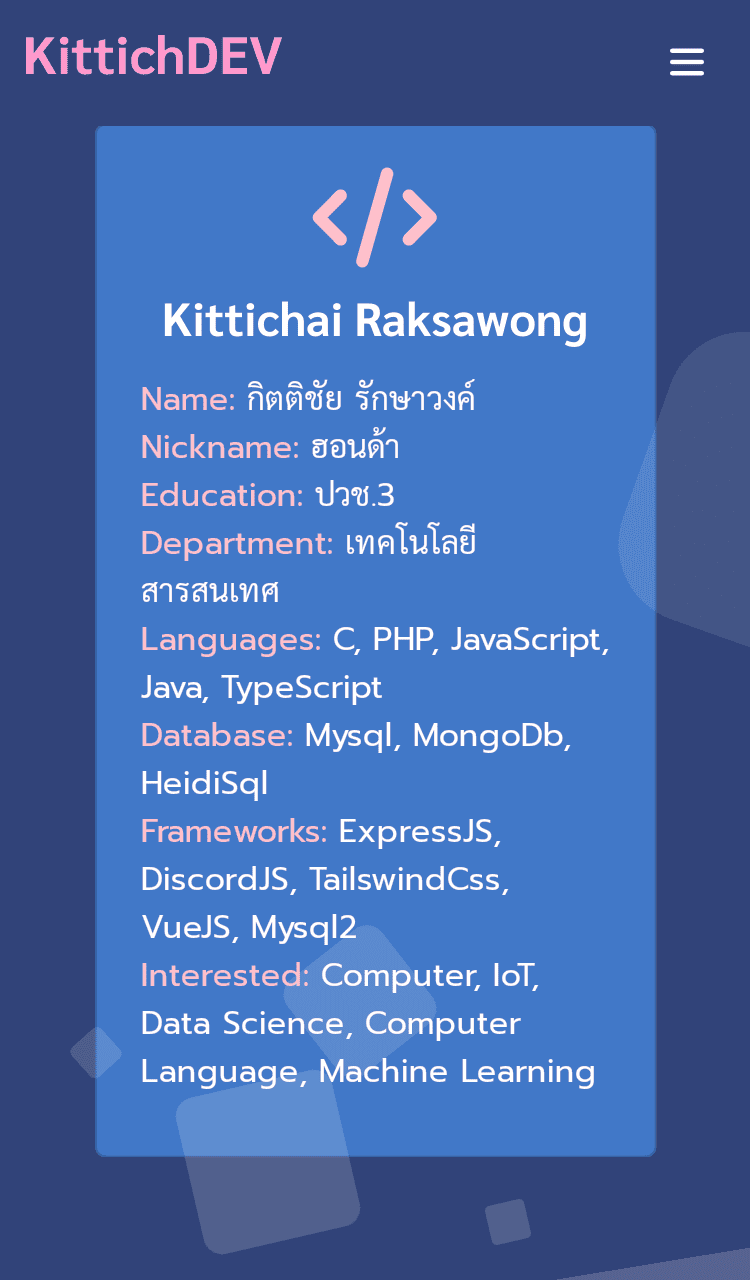 KittichDEV
Kittichai Raksawong
Name: กิตติชัย รักษาวงค์
Nickname: ฮอนด้า
Education: ปวช.3
Department: เทคโนโลยี
สารสนเทศ
Languages: C, PHP, JavaScript,
Java, TypeScript
Database: Mysql, MongoDb,
HeidiSql
Frameworks: ExpressJS,
DiscordJS, TailswindCss,
VueJS, Mysql2
Interested: Computer, IoT,
Data Science, Computer
Language, Machine Learning